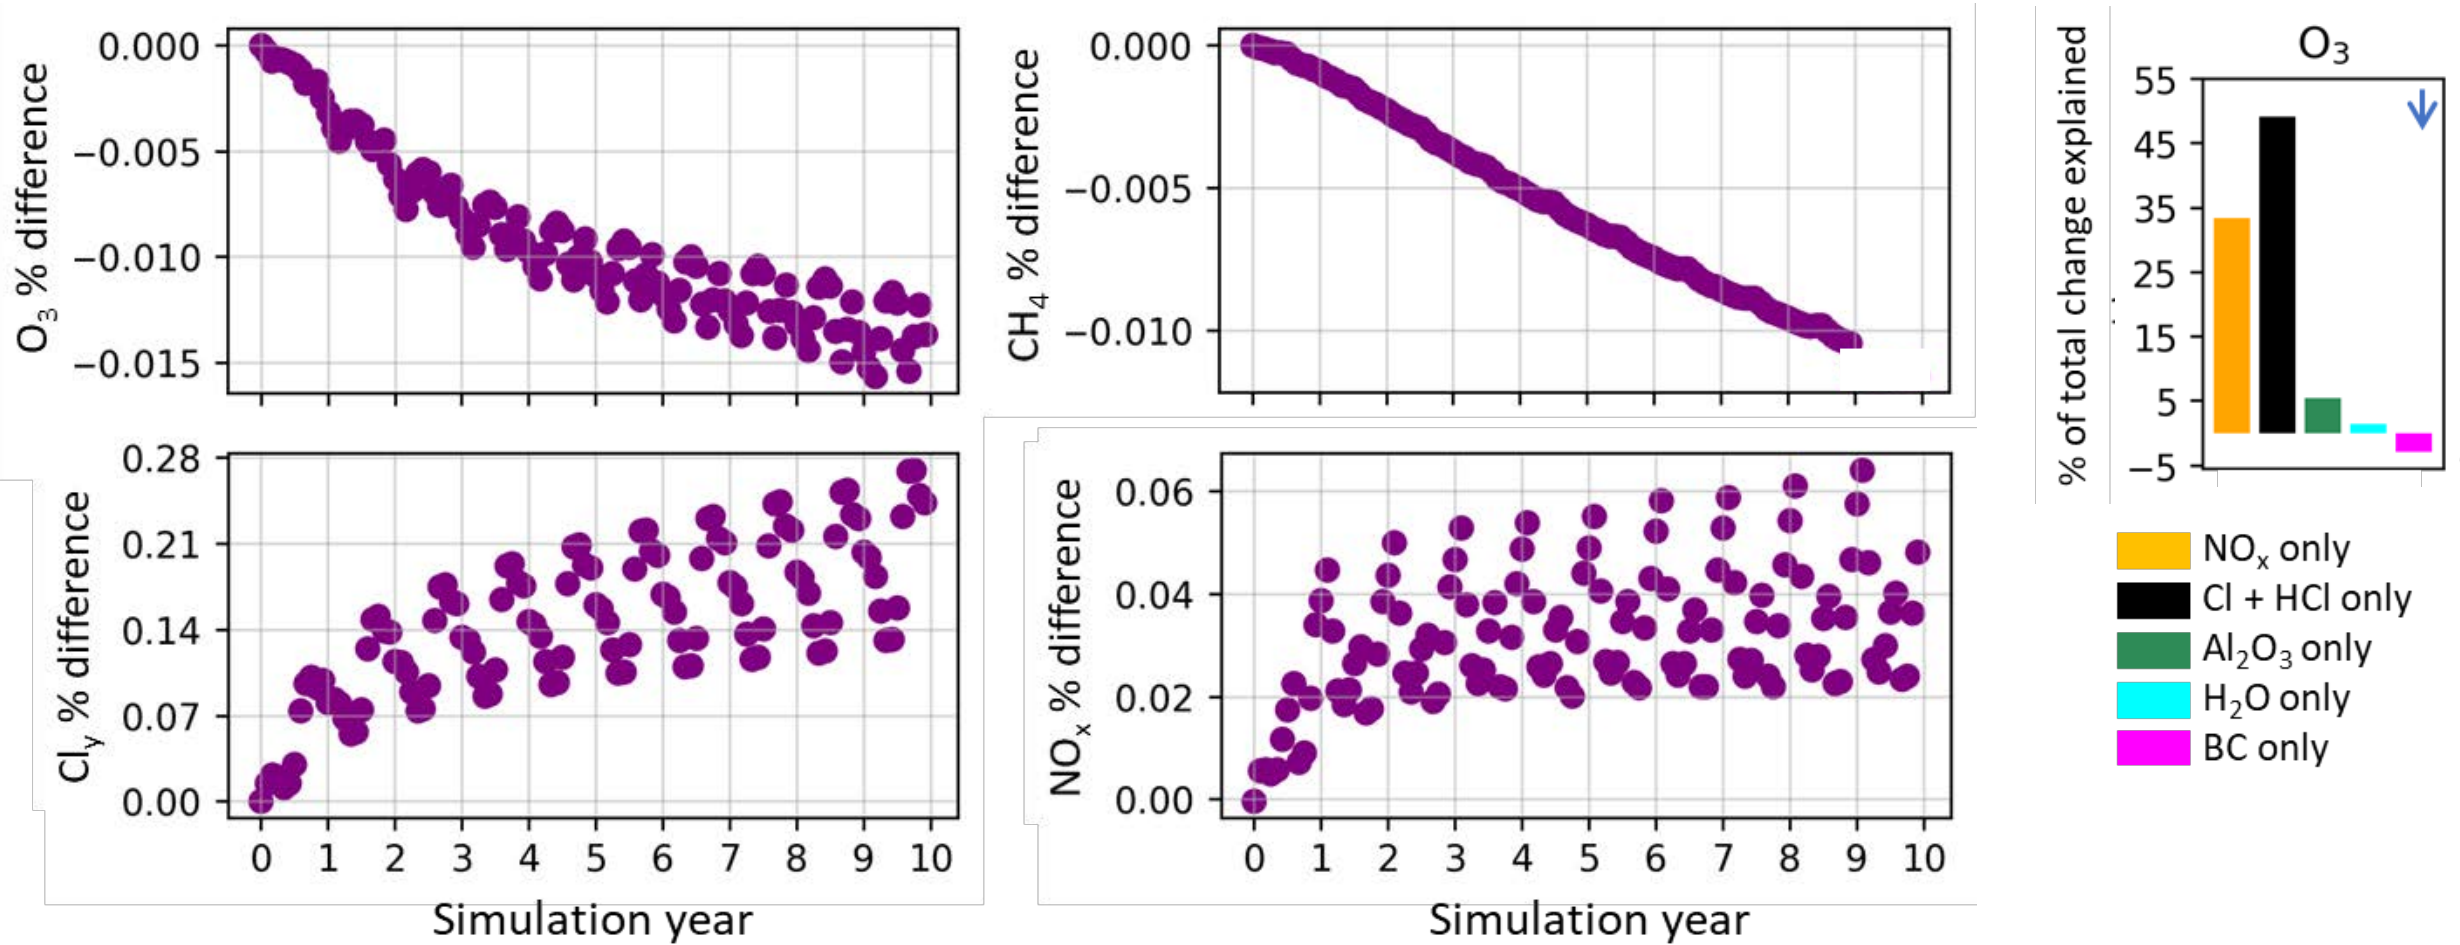 O₃ % difference
0.000
−0.005
−0.010
−0.015
CH₄ % difference
0.000
−0.005
−0.010
% of total change explained
O₃
55
45
35
25
15
5
−5
Clᵧ % difference
0.28
0.21
0.14
0.07
0.00
0 1 2 3 4 5 6 7 8 9 10
Simulation year
NOₓ % difference
0.06
0.04
0.02
0.00
0 1 2 3 4 5 6 7 8 9 10
Simulation year
NOₓ only
Cl + HCl only
Al₂O₃ only
H₂O only
BC only